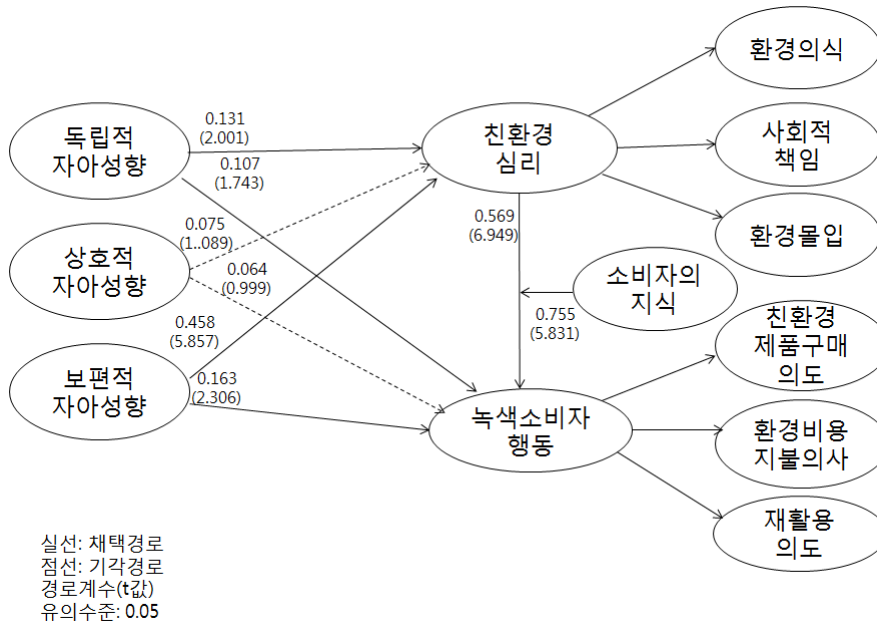 환경의식
0.131
(2.001)
독립적
자아성향
친환경
심리
사회적
책임
0.107
(1.743)
0.075
(1..089)
0.569
(6.949)
환경몰입
상호적
자아성향
0.064
(0.999)
소비자의
지식
0.755
(5.831)
친환경
제품구매
의도
0.458
(5.857)
보편적
자아성향
0.163
(2.306)
녹색소비자
행동
환경비용
지불의사
재활용
의도
실선: 채택경로
점선: 기각경로
경로계수(t값)
유의수준: 0.05